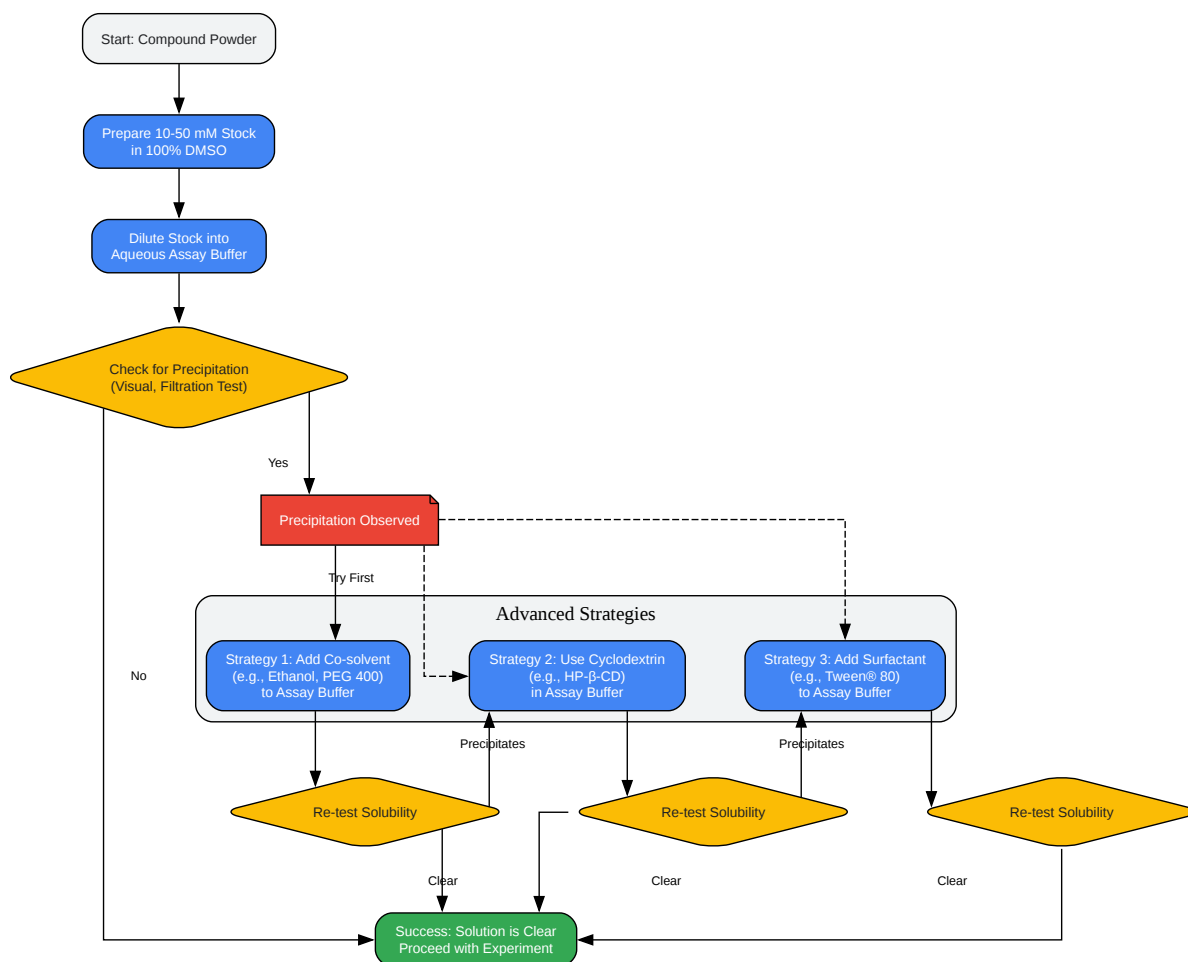 Start: Compound Powder
Prepare 10-50 mM Stock
in 100% DMSO
Dilute Stock into
Aqueous Assay Buffer
Check for Precipitation
(Visual, Filtration Test)
Yes
Precipitation Observed
Try First
Advanced Strategies
Strategy 1: Add Co-solvent
(e.g., Ethanol, PEG 400)
to Assay Buffer
Strategy 2: Use Cyclodextrin
(e.g., HP-β-CD)
in Assay Buffer
Strategy 3: Add Surfactant
(e.g., Tween® 80)
to Assay Buffer
No
Precipitates
Precipitates
Re-test Solubility
Re-test Solubility
Re-test Solubility
Clear
Clear
Clear
Success: Solution is Clear
Proceed with Experiment